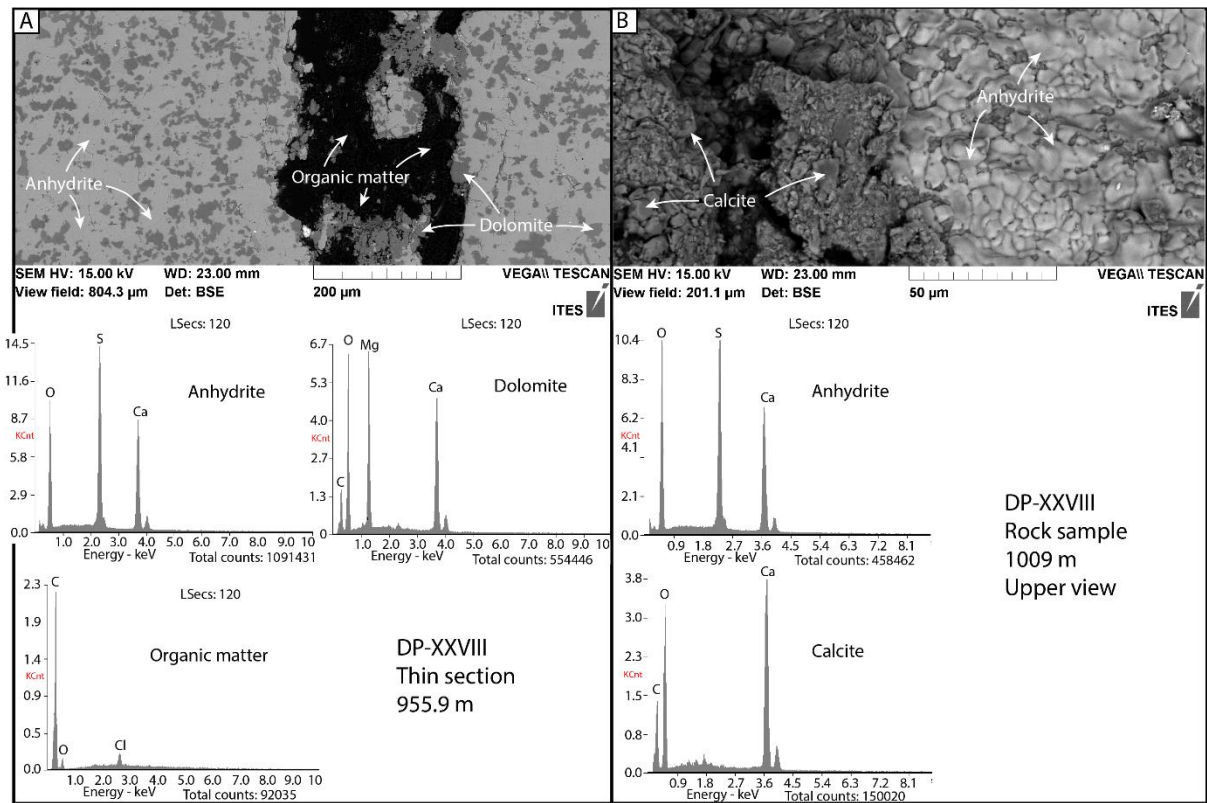 A
Anhydrite
Organic matter
Dolomite
SEM HV: 15.00 kV WD: 23.00 mm VEGA\\ TESCAN
View field: 804.3 µm Det: BSE 200 µm
ITES
LSecs: 120
14.5
11.6
8.7
KCnt
5.8
2.9
0.0
O
S
Ca
Anhydrite
1.0 2.0 3.0 4.0 5.0 6.0 7.0 8.0 9.0 10
Energy - keV Total counts: 1091431
LSecs: 120
6.7
5.3
4.0
KCnt
2.7
1.3
0.0
C
O
Mg
Ca
Dolomite
1.0 2.0 3.0 4.0 5.0 6.0 7.0 8.0 9.0 10
Energy - keV Total counts: 554446
2.3
1.9
1.4
KCnt
0.9
0.5
0.0
C
O
Cl
LSecs: 120
Organic matter
1.0 2.0 3.0 4.0 5.0 6.0 7.0 8.0 9.0 10
Energy - keV Total counts: 92035
DP-XXVIII
Thin section
955.9 m
B
Anhydrite
Calcite
SEM HV: 15.00 kV WD: 23.00 mm VEGA\\ TESCAN
View field: 201.1 µm Det: BSE 50 µm
ITES
LSecs: 120
10.4
8.3
6.2
KCnt
4.1
2.1
0.0
O
S
Ca
Anhydrite
0.9 1.8 2.7 3.6 4.5 5.4 6.3 7.2 8.1
Energy - keV Total counts: 458462
3.8
3.0
2.3
KCnt
1.5
0.8
0.0
C
O
Ca
Calcite
0.9 1.8 2.7 3.6 4.5 5.4 6.3 7.2 8.1
Energy - keV Total counts: 150020
DP-XXVIII
Rock sample
1009 m
Upper view